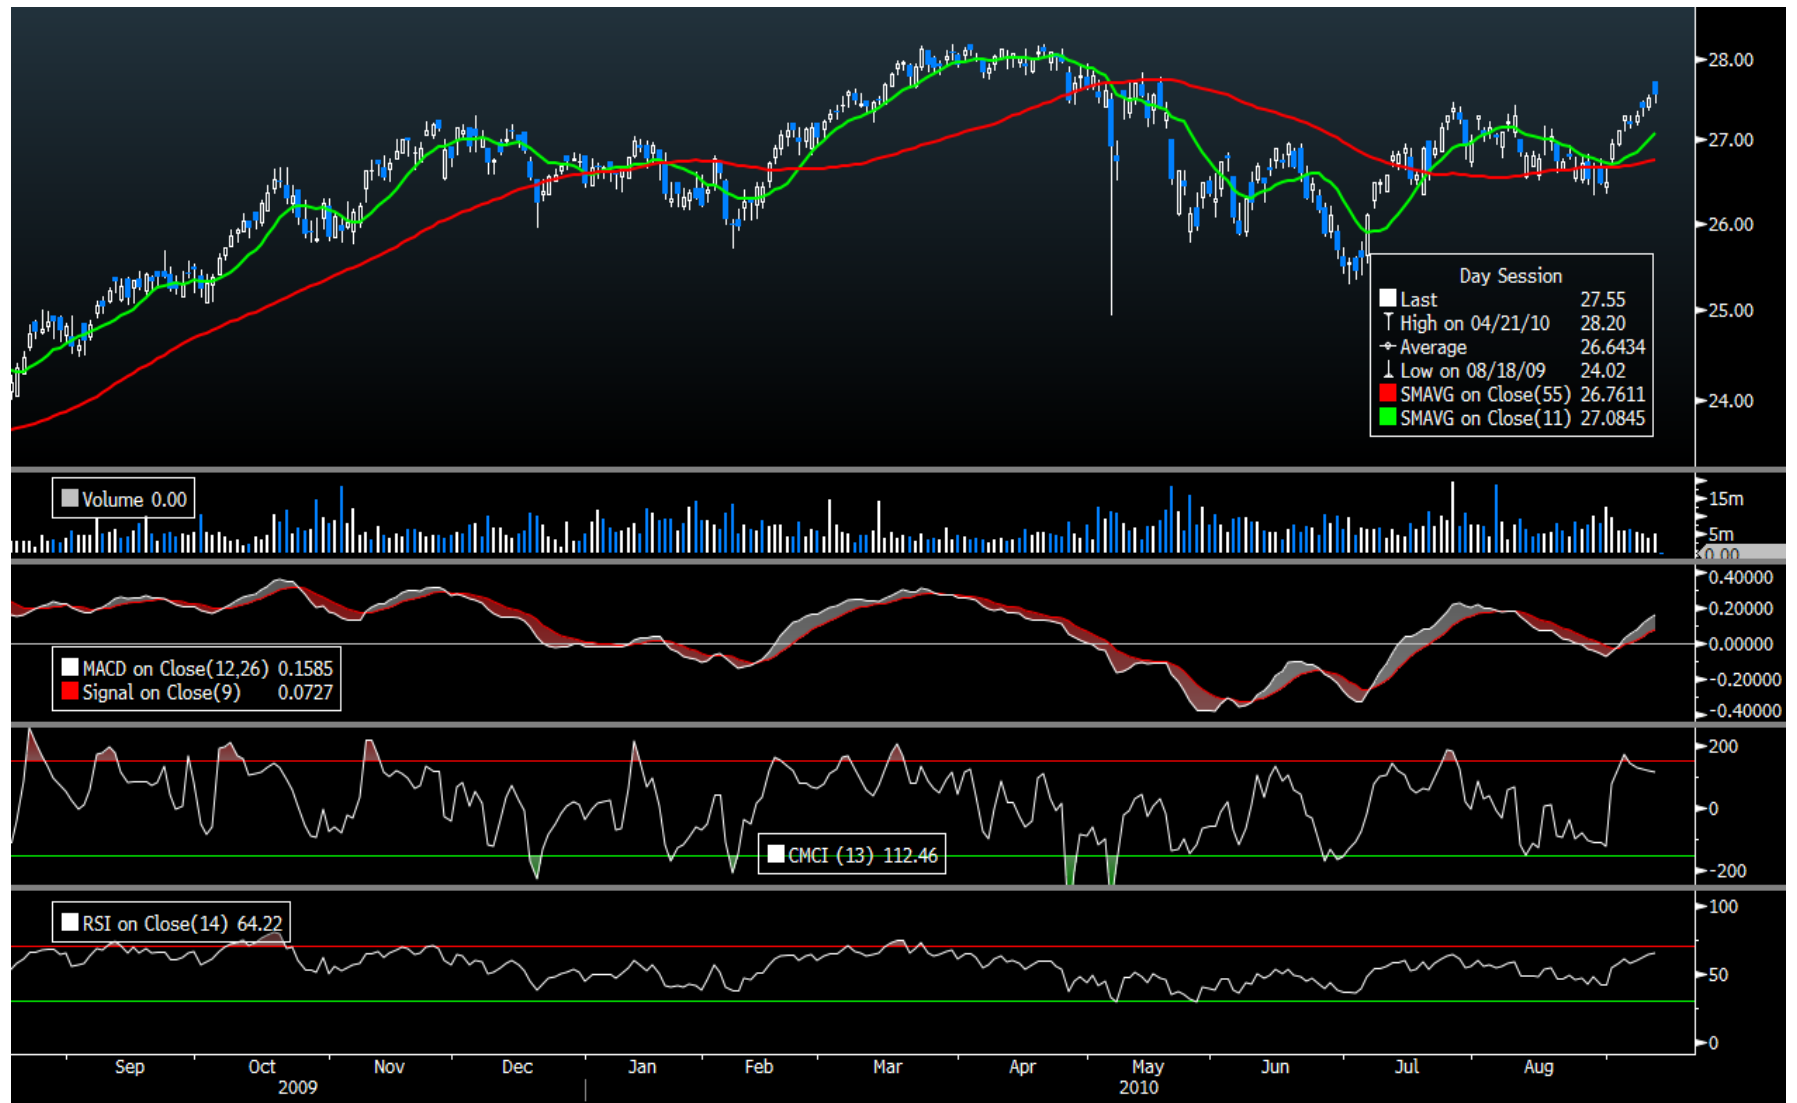 28.00
27.00
26.00
25.00
24.00
Day Session
Last 27.55
High on 04/21/10 28.20
Average 26.6434
Low on 08/18/09 24.02
SMAVG on Close(55) 26.7611
SMAVG on Close(11) 27.0845
Volume 0.00
15m
5m
0.00
0.40000
0.20000
0.00000
-0.20000
-0.40000
MACD on Close(12,26) 0.1585
Signal on Close(9) 0.0727
200
0
-200
CMCI (13) 112.46
RSI on Close(14) 64.22
100
50
0
Sep Oct Nov Dec Jan Feb Mar Apr May Jun Jul Aug
2009 2010